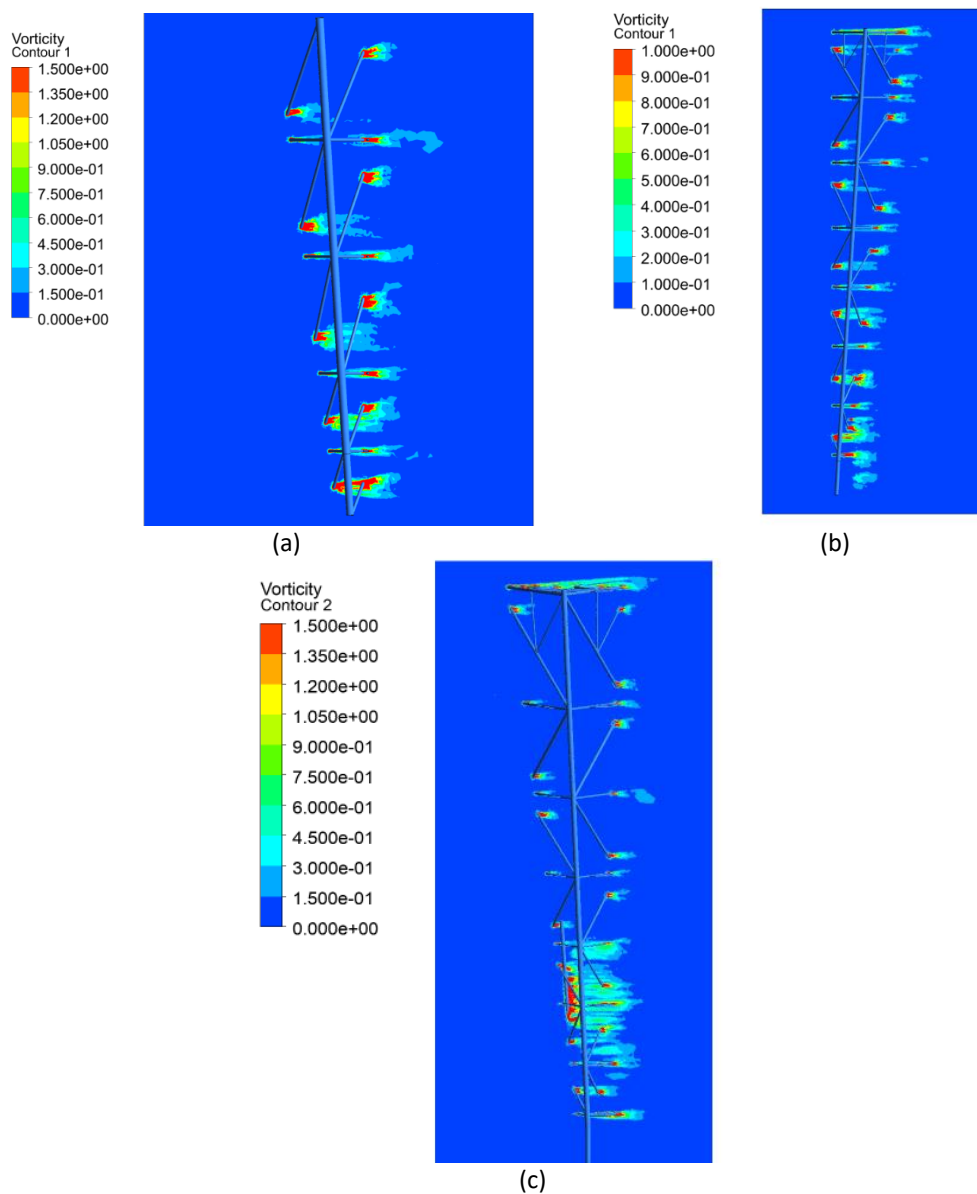 Vorticity
Contour 1
1.500e+00
1.350e+00
1.200e+00
1.050e+00
9.000e-01
7.500e-01
6.000e-01
4.500e-01
3.000e-01
1.500e-01
0.000e+00
(a)
Vorticity
Contour 1
1.000e+00
9.000e-01
8.000e-01
7.000e-01
6.000e-01
5.000e-01
4.000e-01
3.000e-01
2.000e-01
1.000e-01
0.000e+00
(b)
Vorticity
Contour 2
1.500e+00
1.350e+00
1.200e+00
1.050e+00
9.000e-01
7.500e-01
6.000e-01
4.500e-01
3.000e-01
1.500e-01
0.000e+00
(c)